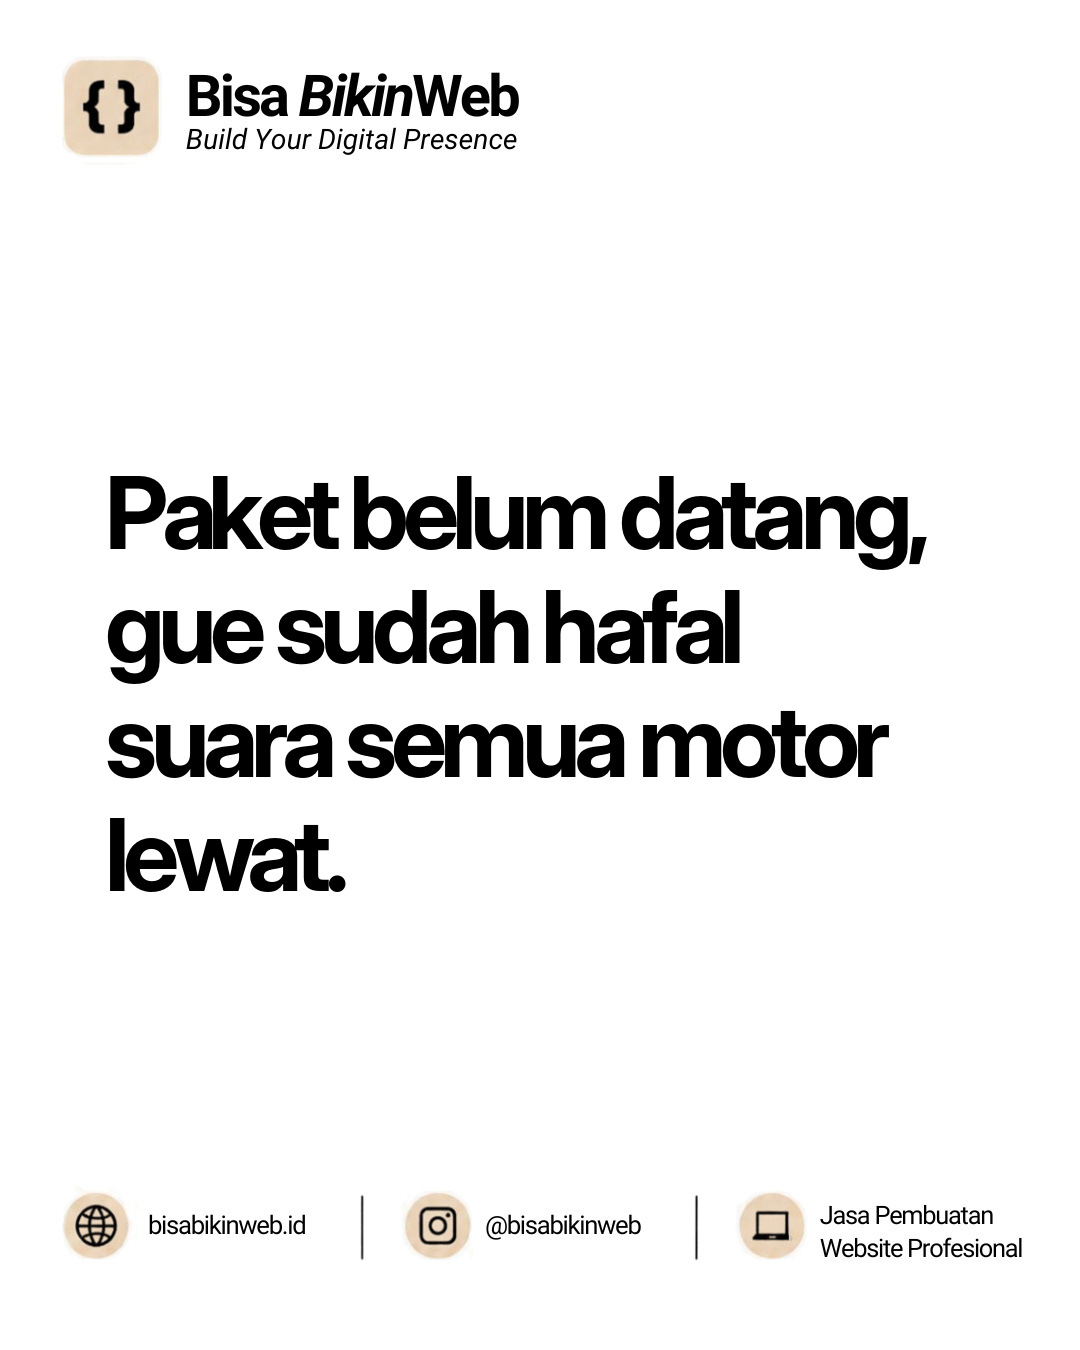 { }
Bisa BikinWeb
Build Your Digital Presence
Paket belum datang,
gue sudah hafal
suara semua motor
lewat.
bisabikinweb.id
@bisabikinweb
Jasa Pembuatan
Website Profesional